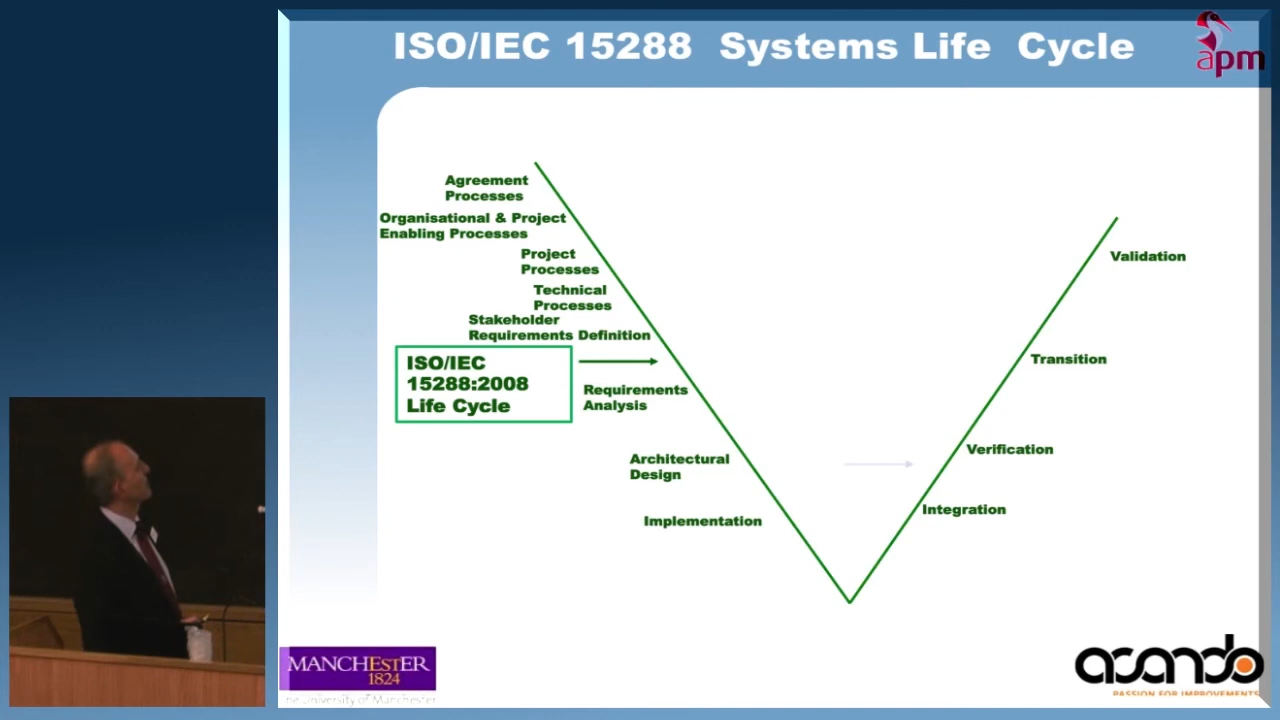 ISO/IEC 15288 Systems Life Cycle
apm
Agreement
Processes
Organisational & Project
Enabling Processes
Project
Processes
Technical
Processes
Stakeholder
Requirements Definition
ISO/IEC
15288:2008
Life Cycle
Requirements
Analysis
Architectural
Design
Implementation
Validation
Transition
Verification
Integration
MANCHESTER
1824
he University of Manchester
acando
PASSION FOR IMPROVEMENTS